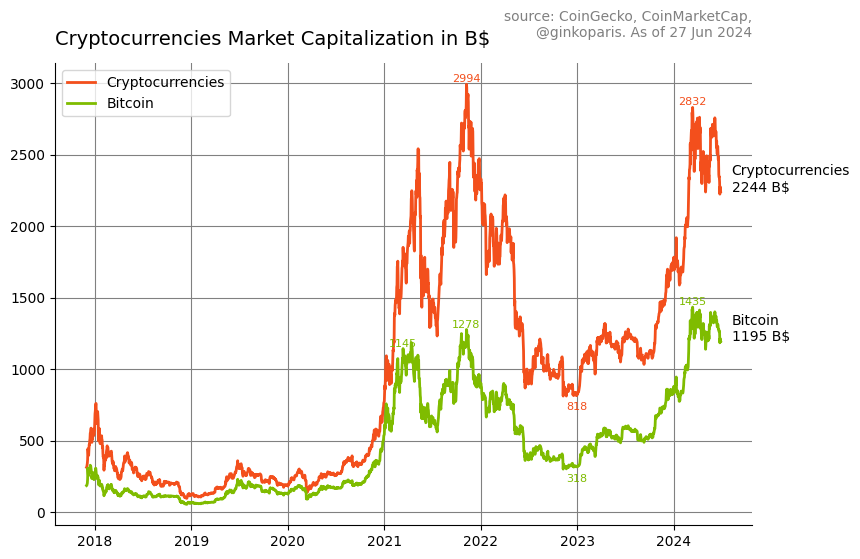 source: CoinGecko, CoinMarketCap,
@ginkoparis. As of 27 Jun 2024
Cryptocurrencies Market Capitalization in B$
Cryptocurrencies
Bitcoin
3000
2500
2000
1500
1000
500
0
2994
2832
1145
1278
1435
818
318
Cryptocurrencies
2244 B$
Bitcoin
1195 B$
2018 2019 2020 2021 2022 2023 2024